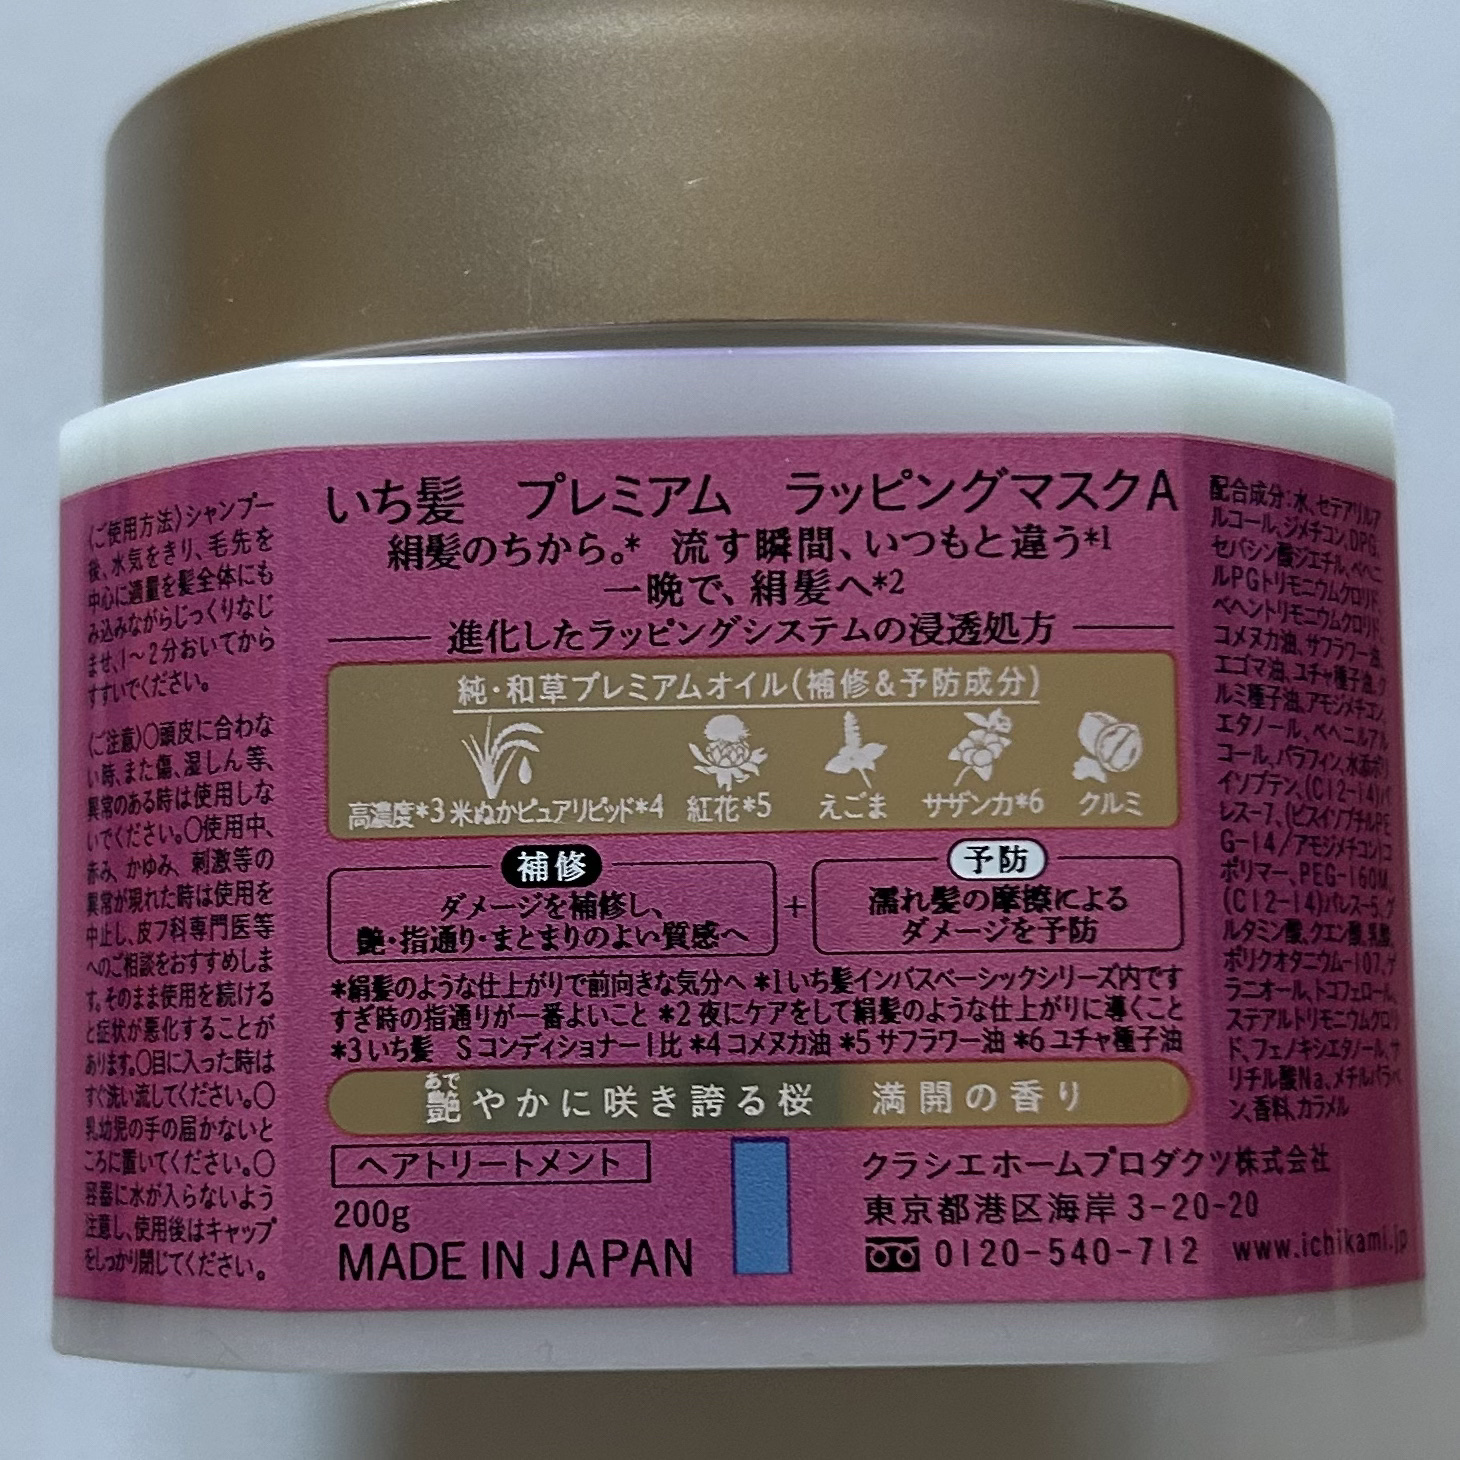 いち髪　プレミアム　ラッピングマスクA
絹髪のちから。*　流す瞬間、いつもと違う*1
一晩で、絹髪へ*2
進化したラッピングシステムの浸透処方
純・和草プレミアムオイル(補修&予防成分)
高濃度*3 米ぬかピュアリピッド*4　紅花*5　えごま　サザンカ*6　クルミ
補修
ダメージを補修し、
艶・指通り・まとまりのよい質感へ
+
予防
濡れ髪の摩擦による
ダメージを予防
*絹髪のような仕上がりで前向きな気分へ *1いち髪インバスベーシックシリーズ内です
すぎ時の指通りが一番よいこと *2 夜にケアをして絹髪のような仕上がりに導くこと
*3 いち髪　Sコンディショナー1比 *4 コメヌカ油 *5 サフラワー油 *6 ユチャ種子油
あで
艶やかに咲き誇る桜　満開の香り
ヘアトリートメント
200g
MADE IN JAPAN
クラシエホームプロダクツ株式会社
東京都港区海岸 3-20-20
0120-540-712　www.ichikami.jp
〈ご使用方法〉シャンプー
後、水気をきり、毛先を
中心に適量を髪全体にも
み込みながらじっくりなじ
ませ、1〜2分おいてから
すすいでください。
〈ご注意〉〇頭皮に合わな
い時、また傷、湿しん等、
異常のある時は使用しな
いでください。〇使用中、
赤み、かゆみ、刺激等の
異常が現れた時は使用を
中止し、皮フ科専門医等
へのご相談をおすすめしま
す。そのまま使用を続ける
と症状が悪化することが
あります。〇目に入った時は
すぐ洗い流してください。〇
乳幼児の手の届かないと
ころに置いてください。〇
容器に水が入らないよう
注意し、使用後はキャップ
をしっかり閉じてください。
配合成分：水、セテアリルア
ルコール、ジメチコン、DPG、
セバシン酸ジエチル、ベヘニ
ルPGトリモニウムクロリド、
ベヘントリモニウムクロリド、
コメヌカ油、サフラワー油、
エゴマ油、ユチャ種子油、ク
ルミ種子油、アモジメチコン、
エタノール、ベヘニルアル
コール、パラフィン、水添ポリ
イソブテン、(C12-14)パ
レス-7、(ビスイソブチルPE
G-14/アモジメチコン)コ
ポリマー、PEG-160M、
(C12-14)パレス-5、グ
ルタミン酸、クエン酸、乳酸、
ポリクオタニウム-107、ゲ
ラニオール、トコフェロール、
ステアルトリモニウムクロリ
ド、フェノキシエタノール、サ
リチル酸Na、メチルパラベ
ン、香料、カラメル